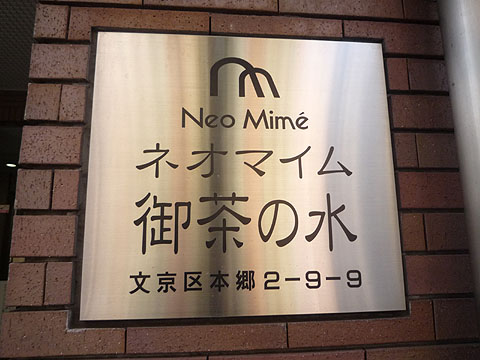 Neo Mimé
ネオマイム
御茶の水
文京区本郷2-9-9